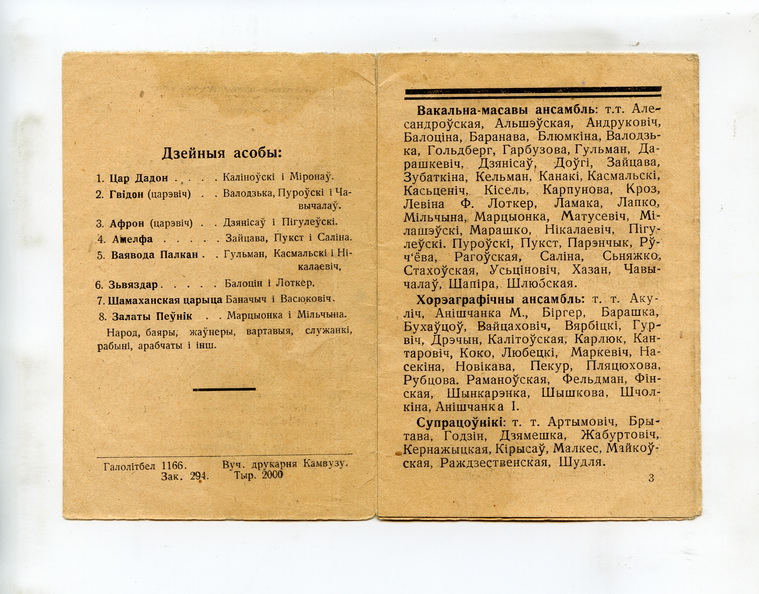 Дзейныя асобы:
1. Цар Дадон . . . . . Каліноўскі і Міронаў.
2. Гвідон (царэвіч) . . Валодзька, Пуроўскі і Ча-
вычалаў.
3. Афрон (царэвіч) . . Дзянісаў і Пігулеўскі.
4. Амелфа . . . . . Зайцава, Пукст і Саліна.
5. Ваявода Палкан . . Гульман, Касмальскі і Ні-
калаевіч,
6. Зьвяздар . . . . . Балоцін і Лоткер.
7. Шамаханская царыца Баначыч і Васюковіч.
8. Залаты Пеўнік . . Марцыонка і Мільчына.
Народ, баяры, жаўнеры, вартавыя, служанкі,
рабыні, арабчаты і інш.
Галолітбел 1166. Вуч. друкарня Камвузу.
Зак. 294. Тыр. 2000
Вакальна-масавы ансамбль: т.т. Але-
сандроўская, Альшэўская, Андруковіч,
Балоціна, Баранава, Блюмкіна, Валодзь-
ка, Гольдберг, Гарбузова, Гульман, Да-
рашкевіч, Дзянісаў, Доўгі, Зайцава,
Зубаткіна, Кельман, Канакі, Касмальскі,
Касьценіч, Кісель, Карпунова, Кроз,
Левіна Ф. Лоткер, Ламака, Лапко,
Мільчына, Марцыонка, Матусевіч, Мі-
лашэўскі, Марашко, Нікалаевіч, Пігу-
леўскі. Пуроўскі, Пукст, Парэнчык, Рў-
ч'ёва, Рагоўская, Саліна, Сьняжко,
Стахоўская, Усьціновіч, Хазан, Чавы-
чалаў, Шапіра, Шлюбская.
Хорэаграфічны ансамбль: т. т. Аку-
ліч, Анішчанка М., Біргер, Барашка,
Бухаўцоў, Вайцаховіч, Вярбіцкі, Гур-
віч, Дрэчын, Калітоўская, Карлюк, Кан-
таровіч, Коко, Любецкі, Маркевіч, На-
секіна, Новікава, Пекур, Пляцюхова,
Рубцова. Раманоўская, Фельдман, Фін-
ская, Шынкарэнка, Шышкова, Шчол-
кіна, Анішчанка І.
Супрацоўнікі: т. т. Артымовіч, Бры-
тава, Годзін, Дзямешка, Жабуртовіч,
Кернажыцкая, Кірысаў, Малкес, Майкоў-
ская, Раждзественская, Шудля.
3